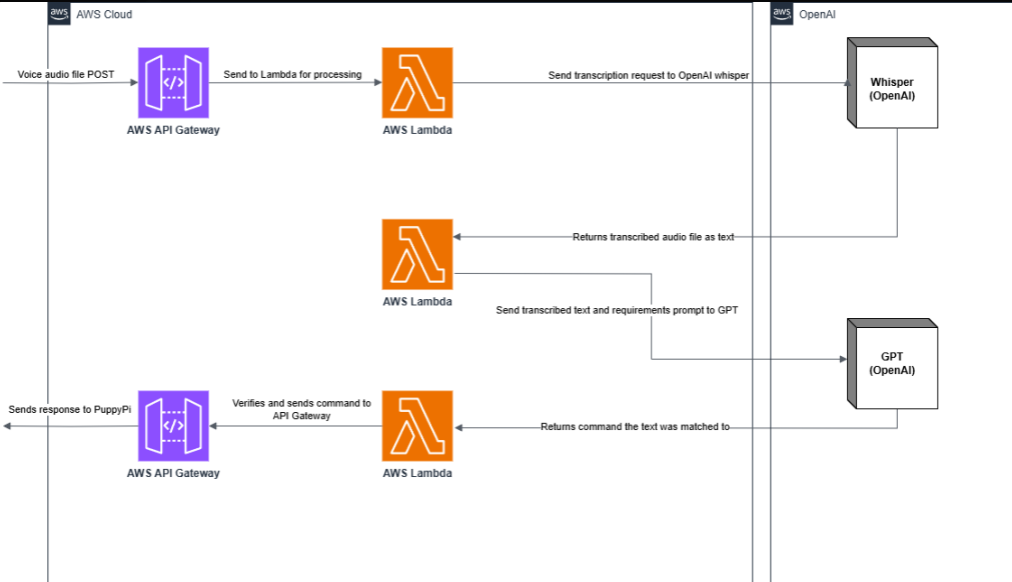 aws
AWS Cloud
aws
OpenAI
Voice audio file POST
Send to Lambda for processing
Send transcription request to OpenAI whisper
Whisper
(OpenAI)
AWS API Gateway
AWS Lambda
Returns transcribed audio file as text
AWS Lambda
Send transcribed text and requirements prompt to GPT
GPT
(OpenAI)
Sends response to PuppyPi
Verifies and sends command to
API Gateway
Returns command the text was matched to
AWS API Gateway
AWS Lambda